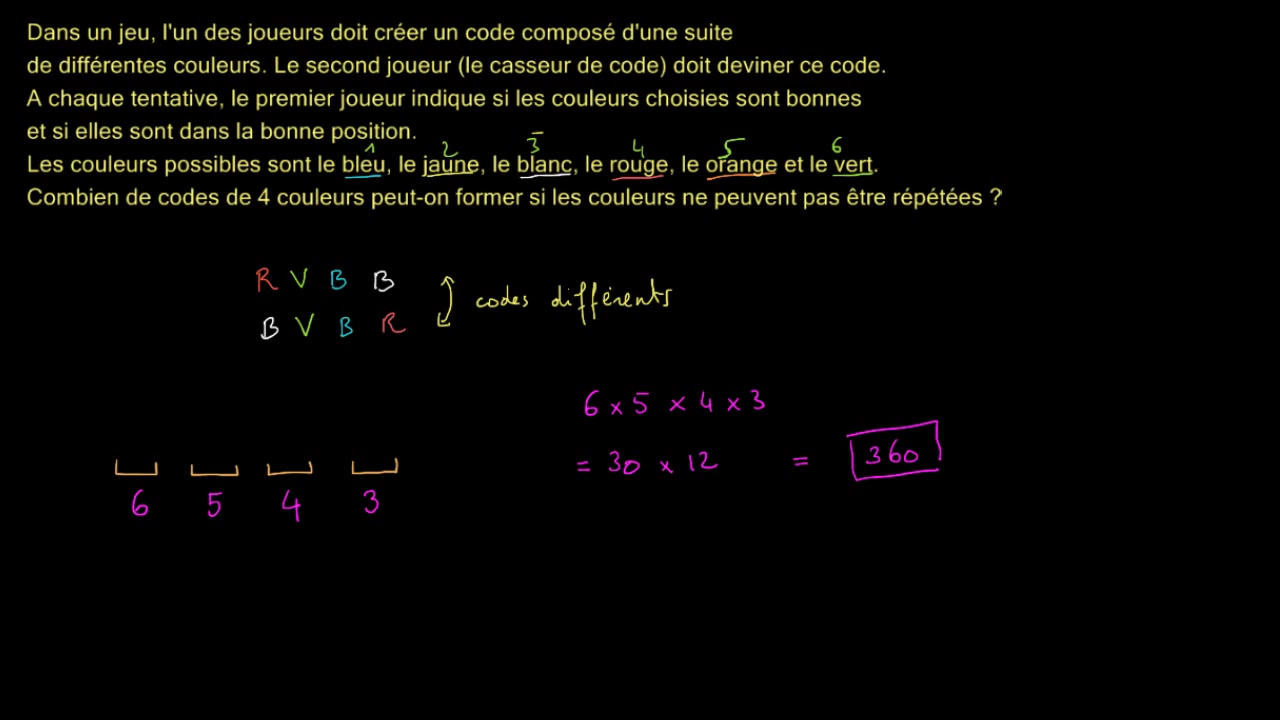 Dans un jeu, l'un des joueurs doit créer un code composé d'une suite
de différentes couleurs. Le second joueur (le casseur de code) doit deviner ce code.
A chaque tentative, le premier joueur indique si les couleurs choisies sont bonnes
et si elles sont dans la bonne position.
1 2 3 4 5 6
Les couleurs possibles sont le bleu, le jaune, le blanc, le rouge, le orange et le vert.
Combien de codes de 4 couleurs peut-on former si les couleurs ne peuvent pas être répétées ?
R V B B
codes différents
B V B R
6 x 5 x 4 x 3
= 30 x 12 = 360
6 5 4 3